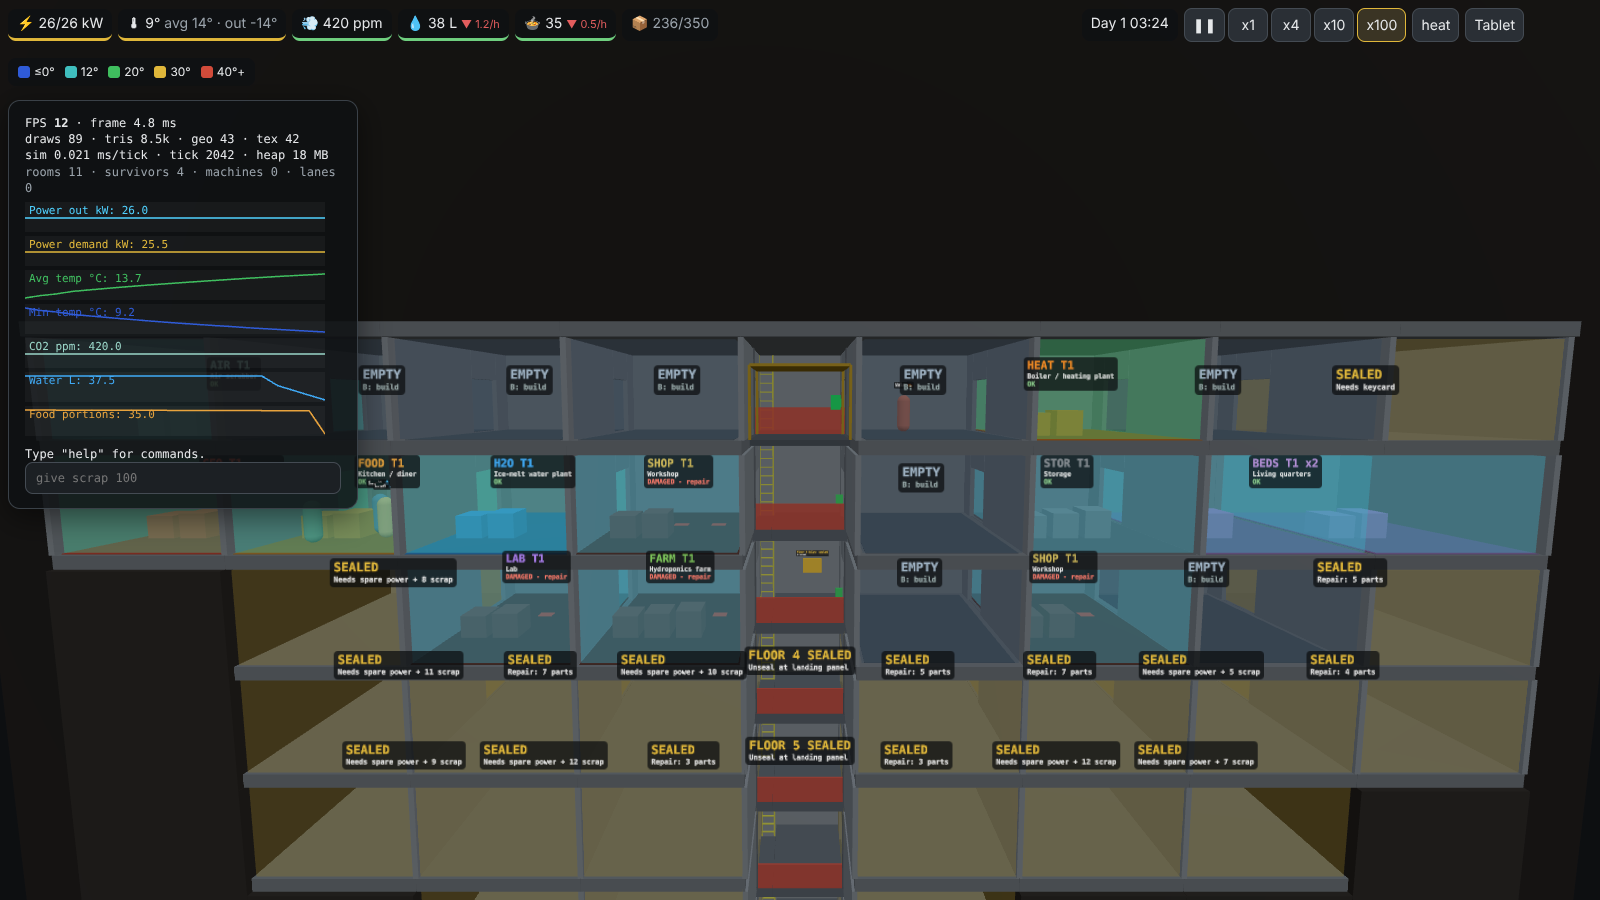 ⚡ 26/26 kW
🌡 9° avg 14° · out -14°
💨 420 ppm
💧 38 L ▼ 1.2/h
🍲 35 ▼ 0.5/h
📦 236/350
Day 1 03:24
❚❚
x1
x4
x10
x100
heat
Tablet
≤0°
12°
20°
30°
40°+
FPS 12 · frame 4.8 ms
draws 89 · tris 8.5k · geo 43 · tex 42
sim 0.021 ms/tick · tick 2042 · heap 18 MB
rooms 11 · survivors 4 · machines 0 · lanes
0
Power out kW: 26.0
Power demand kW: 25.5
Avg temp °C: 13.7
Min temp °C: 9.2
CO2 ppm: 420.0
Water L: 37.5
Food portions: 35.0
Type "help" for commands.
give scrap 100
AIR T1
EMPTY
B: build
EMPTY
B: build
EMPTY
B: build
EMPTY
B: build
HEAT T1
Boiler / heating plant
OK
EMPTY
B: build
SEALED
Needs keycard
FOOD T1
Kitchen / diner
OK
H2O T1
Ice-melt water plant
OK
SHOP T1
Workshop
DAMAGED - repair
EMPTY
B: build
STOR T1
Storage
OK
BEDS T1 x2
Living quarters
OK
SEALED
Needs spare power + 8 scrap
LAB T1
Lab
DAMAGED - repair
FARM T1
Hydroponics farm
DAMAGED - repair
EMPTY
B: build
SHOP T1
Workshop
DAMAGED - repair
EMPTY
B: build
SEALED
Repair: 5 parts
SEALED
Needs spare power + 11 scrap
SEALED
Repair: 7 parts
SEALED
Needs spare power + 10 scrap
FLOOR 4 SEALED
Unseal at landing panel
SEALED
Repair: 5 parts
SEALED
Repair: 7 parts
SEALED
Needs spare power + 5 scrap
SEALED
Repair: 4 parts
SEALED
Needs spare power + 9 scrap
SEALED
Needs spare power + 12 scrap
SEALED
Repair: 3 parts
FLOOR 5 SEALED
Unseal at landing panel
SEALED
Repair: 3 parts
SEALED
Needs spare power + 12 scrap
SEALED
Needs spare power + 7 scrap